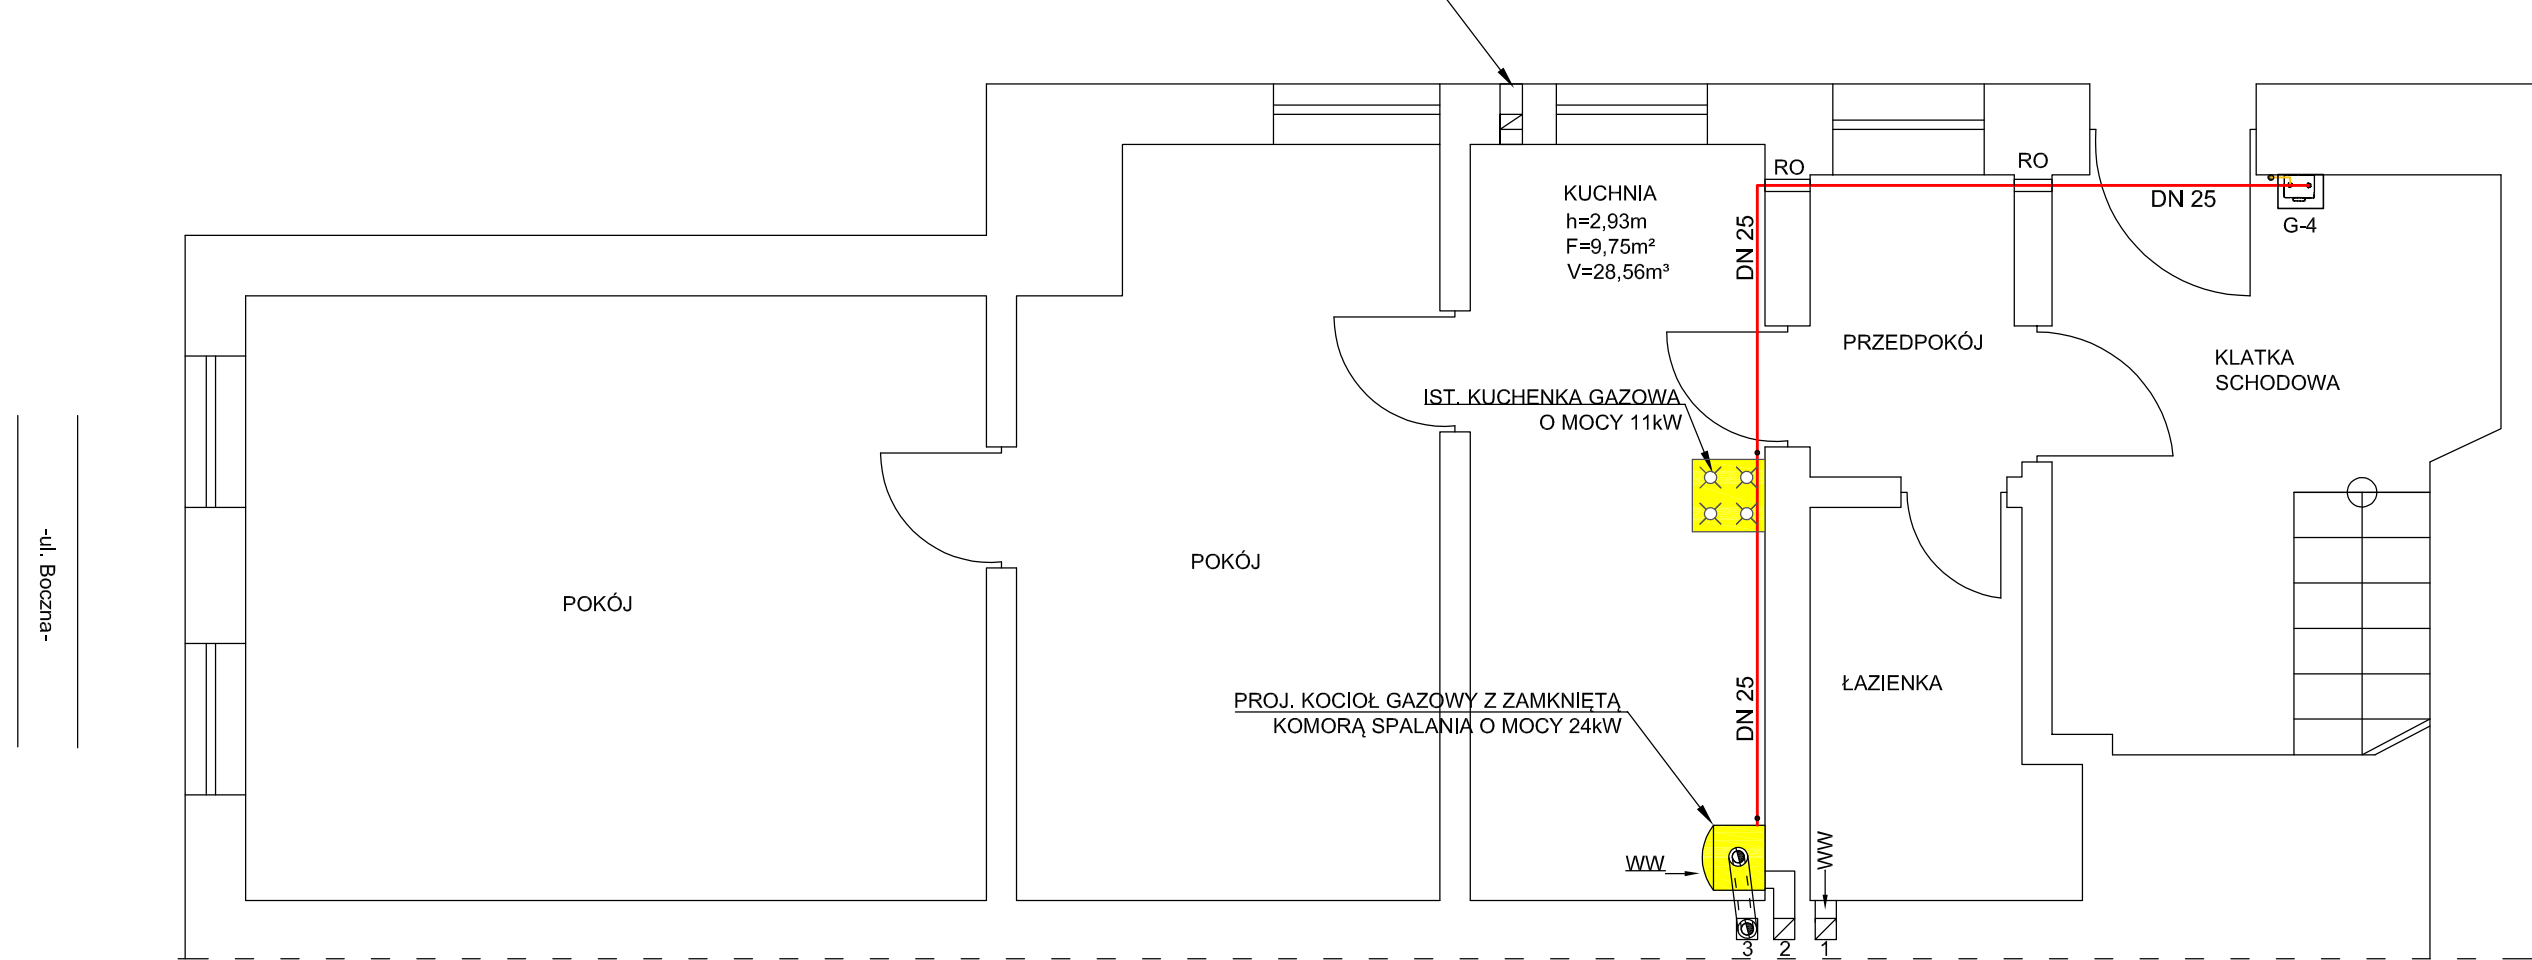 RO
RO
KUCHNIA
h=2,93m
F=9,75m²
V=28,56m³
DN 25
DN 25
G-4
PRZEDPOKÓJ
KLATKA
SCHODOWA
IST. KUCHENKA GAZOWA
O MOCY 11kW
-ul. Boczna-
POKÓJ
POKÓJ
ŁAZIENKA
PROJ. KOCIOŁ GAZOWY Z ZAMKNIĘTĄ
KOMORĄ SPALANIA O MOCY 24kW
DN 25
WW
WW
3
2
1